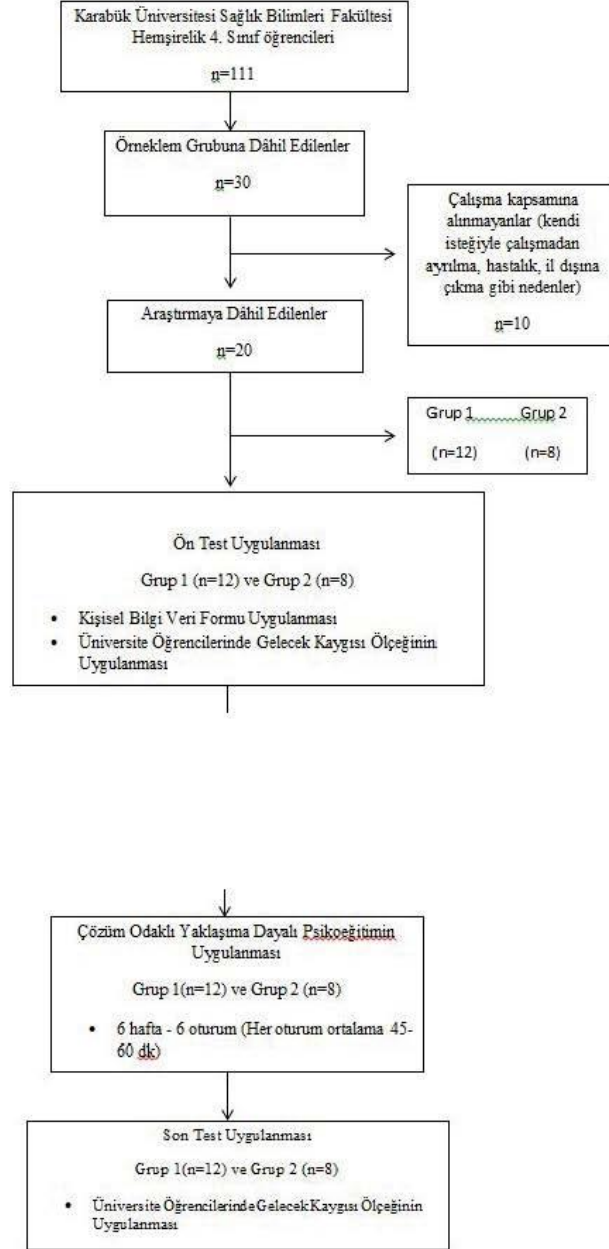 Karabük Üniversitesi Sağlık Bilimleri Fakültesi
Hemşirelik 4. Sınıf öğrencileri
n=111
Örneklem Grubuna Dâhil Edilenler
n=30
Çalışma kapsamına
alınmayanlar (kendi
isteğiyle çalışmadan
ayrılma, hastalık, il dışına
çıkma gibi nedenler)
n=10
Araştırmaya Dâhil Edilenler
n=20
Grup 1 Grup 2
(n=12) (n=8)
Ön Test Uygulanması
Grup 1 (n=12) ve Grup 2 (n=8)
• Kişisel Bilgi Veri Formu Uygulanması
• Üniversite Öğrencilerinde Gelecek Kaygısı Ölçeğinin
Uygulanması
Çözüm Odaklı Yaklaşıma Dayalı Psikoeğitimin
Uygulanması
Grup 1(n=12) ve Grup 2 (n=8)
• 6 hafta - 6 oturum (Her oturum ortalama 45-
60 dk)
Son Test Uygulanması
Grup 1(n=12) ve Grup 2 (n=8)
• Üniversite Öğrencilerinde Gelecek Kaygısı Ölçeğinin
Uygulanması